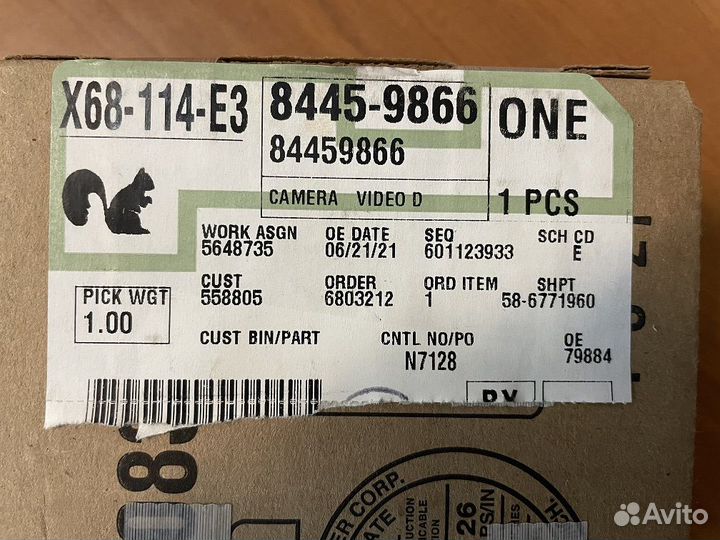 X68-114-E3
8445-9866
84459866
CAMERA VIDEO D
ONE
1 PCS
WORK ASGN OE DATE SEQ SCH CD
5648735 06/21/21 601123933 E
CUST ORDER ORD ITEM SHPT
558805 6803212 1 58-6771960
PICK WGT
1.00
CUST BIN/PART CNTL NO/PO OE
N7128 79884
CORP.
26
Avito